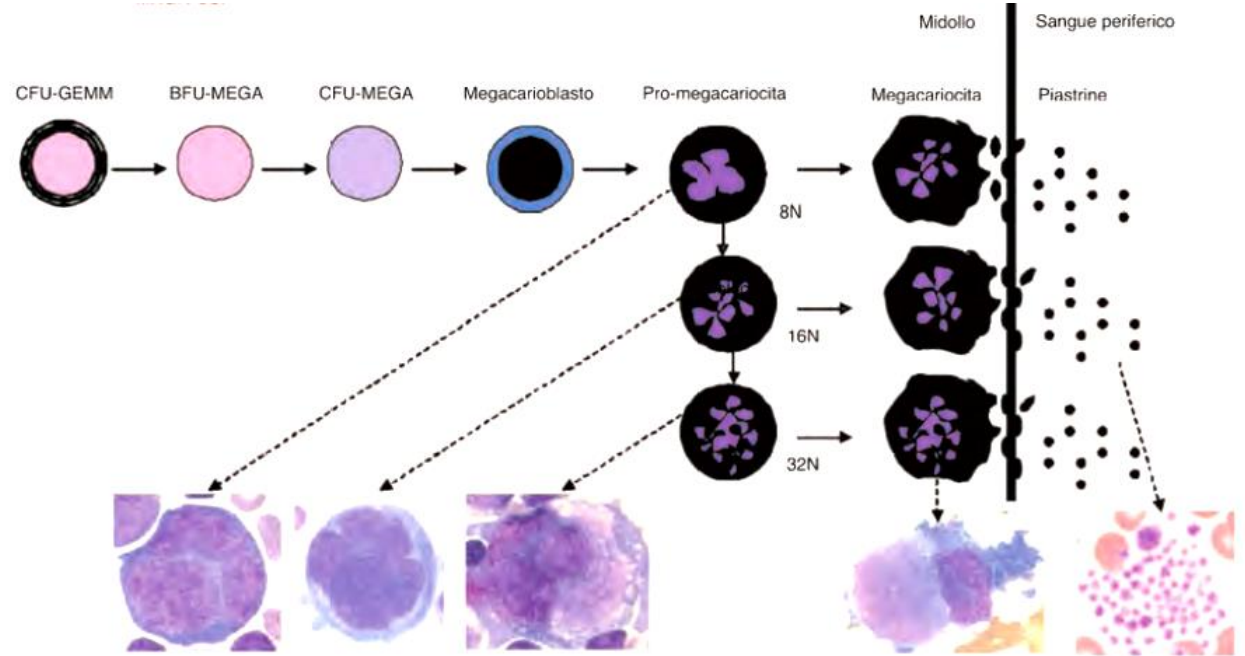 Midollo
Sangue periferico
CFU-GEMM
BFU-MEGA
CFU-MEGA
Megacarioblasto
Pro-megacariocita
Megacariocita
Piastrine
8N
16N
32N